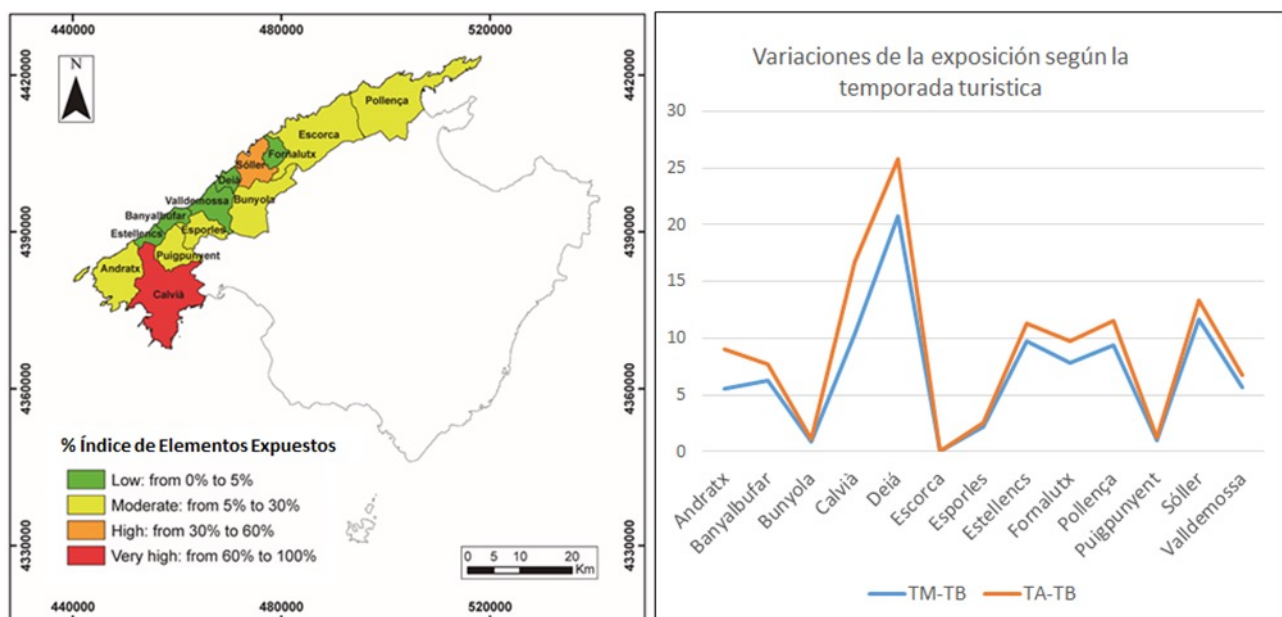 440000 480000 520000
4420000
4390000
4360000
4330000
N
Pollença
Escorca
Fornalutx
Sóller
Deià
Bunyola
Valldemossa
Banyalbufar
Esporles
Estellencs
Puigpunyent
Andratx
Calvià
% Índice de Elementos Expuestos
Low: from 0% to 5%
Moderate: from 5% to 30%
High: from 30% to 60%
Very high: from 60% to 100%
0 5 10 20
Km
4420000
4390000
4360000
4330000
440000 480000 520000
Variaciones de la exposición según la
temporada turistica
30
25
20
15
10
5
0
Andratx
Banyalbufar
Bunyola
Calvià
Deiá
Escorca
Esporles
Estellencs
Fornalutx
Pollença
Puigpunyent
Sóller
Valldemossa
TM-TB TA-TB